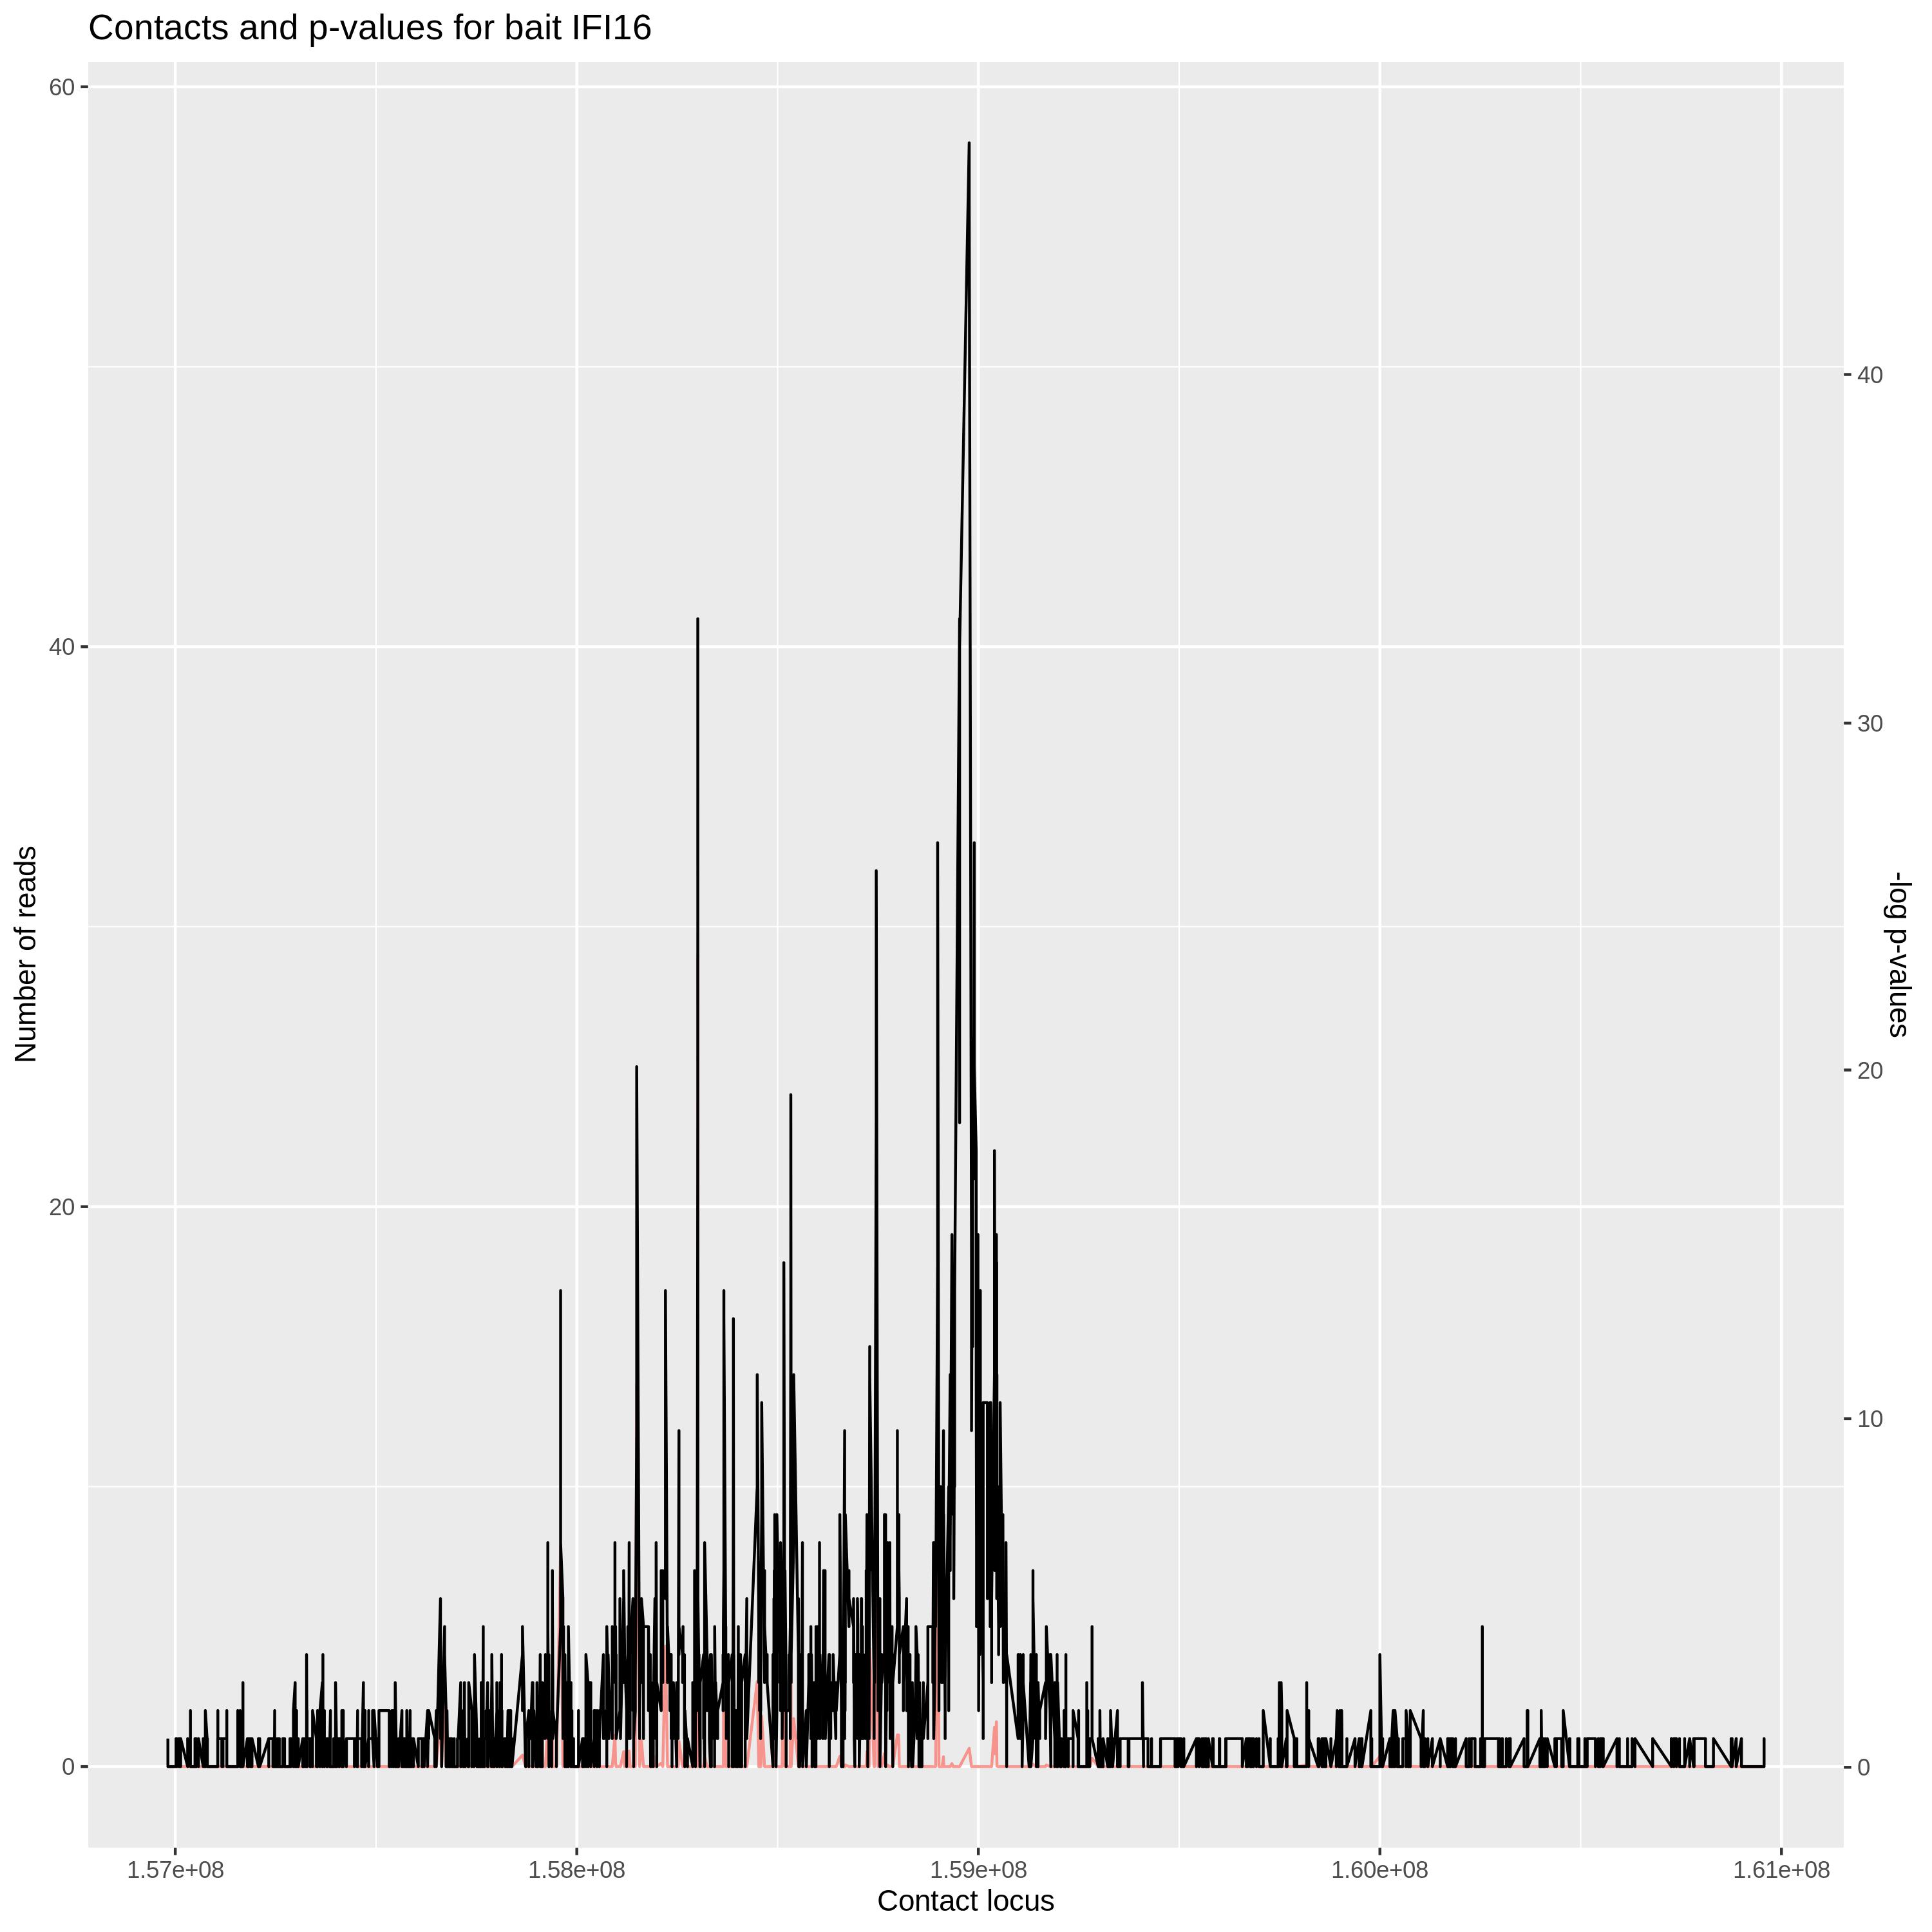 Contacts and p-values for bait IFI16
60
40
20
0
Number of reads
40
30
20
10
0
-log p-values
1.57e+08 1.58e+08 1.59e+08 1.60e+08 1.61e+08
Contact locus